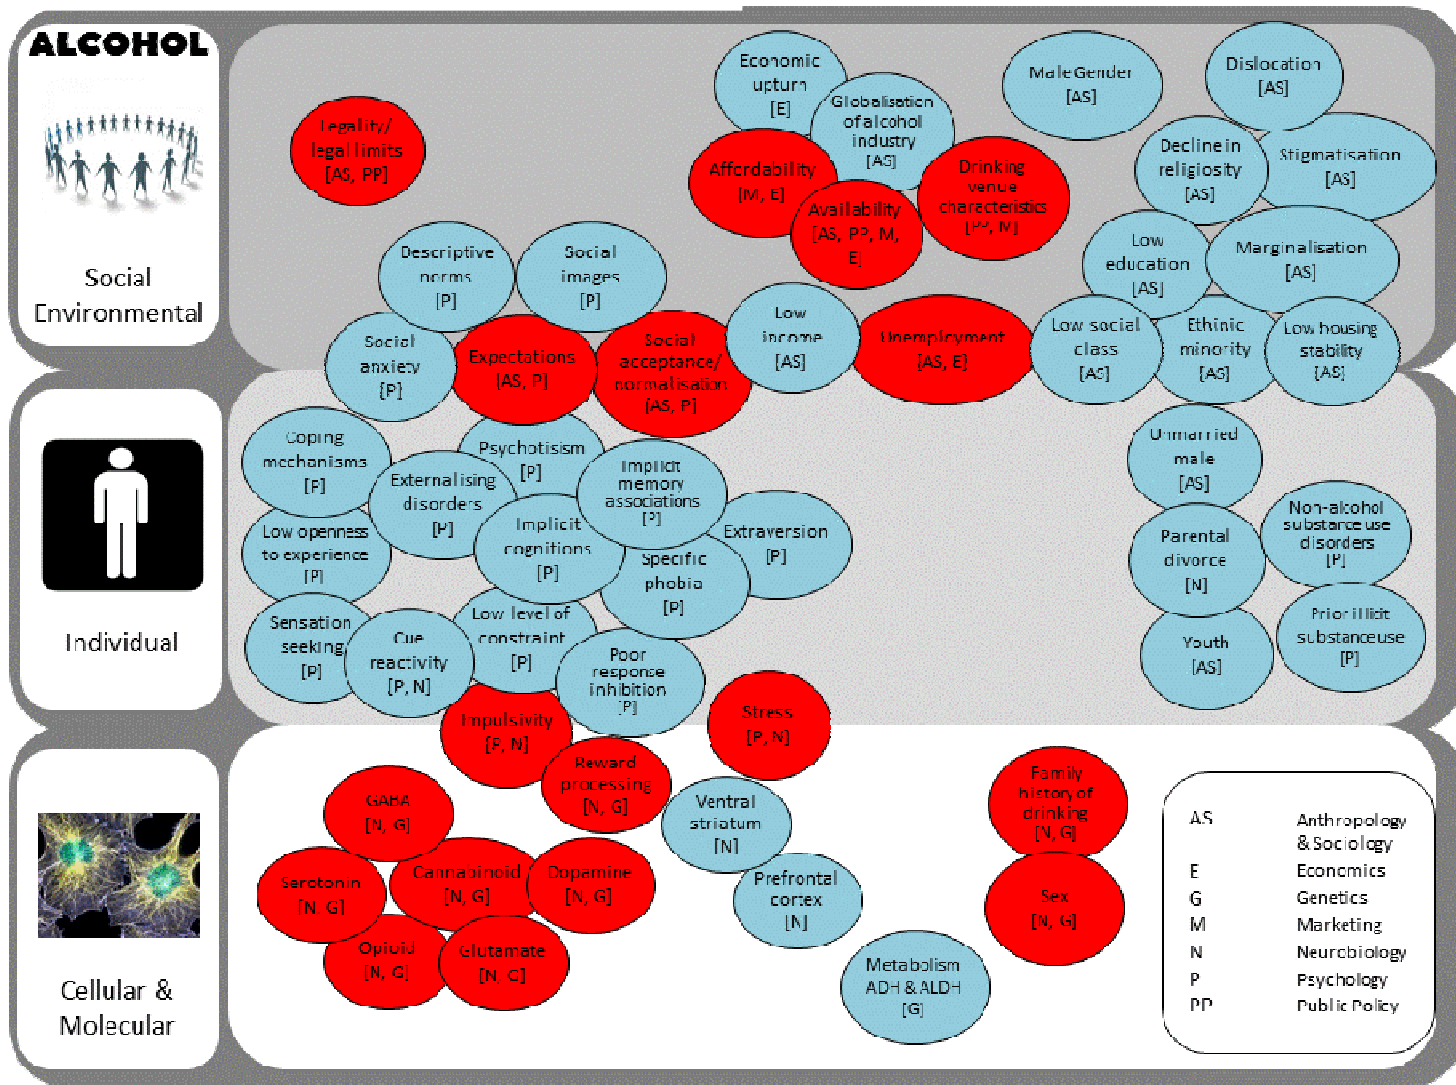 ALCOHOL
Social
Environmental
Individual
Cellular &
Molecular
Legality/
legal limits
[AS, PP]
Economic
upturn
[E]
Globalisation
of alcohol
industry
[AS]
Male Gender
[AS]
Dislocation
[AS]
Affordability
[M, E]
Availability
[AS, PP, M,
E]
Drinking
venue
characteristics
[PP, M]
Decline in
religiosity
[AS]
Stigmatisation
[AS]
Descriptive
norms
[P]
Social
images
[P]
Low
education
[AS]
Marginalisation
[AS]
Social
anxiety
[P]
Expectations
[AS, P]
Social
acceptance/
normalisation
[AS, P]
Low
income
[AS]
Unemployment
[AS, E]
Low social
class
[AS]
Ethinic
minority
[AS]
Low housing
stability
[AS]
Coping
mechanisms
[P]
Externalising
disorders
[P]
Psychotisism
[P]
Implicit
memory
associations
[P]
Unmarried
male
[AS]
Low openness
to experience
[P]
Implicit
cognitions
[P]
Specific
phobia
[P]
Extraversion
[P]
Parental
divorce
[N]
Non-alcohol
substance use
disorders
[P]
Sensation
seeking
[P]
Cue
reactivity
[P, N]
Low level of
constraint
[P]
Poor
response
inhibition
[P]
Youth
[AS]
Prior illicit
substance use
[P]
Impulsivity
[P, N]
Stress
[P, N]
Reward
processing
[N, G]
GABA
[N, G]
Ventral
striatum
[N]
Family
history of
drinking
[N, G]
Serotonin
[N, G]
Cannabinoid
[N, G]
Dopamine
[N, G]
Prefrontal
cortex
[N]
Sex
[N, G]
Opioid
[N, G]
Glutamate
[N, G]
Metabolism
ADH & ALDH
[G]
AS Anthropology
& Sociology
E Economics
G Genetics
M Marketing
N Neurobiology
P Psychology
PP Public Policy